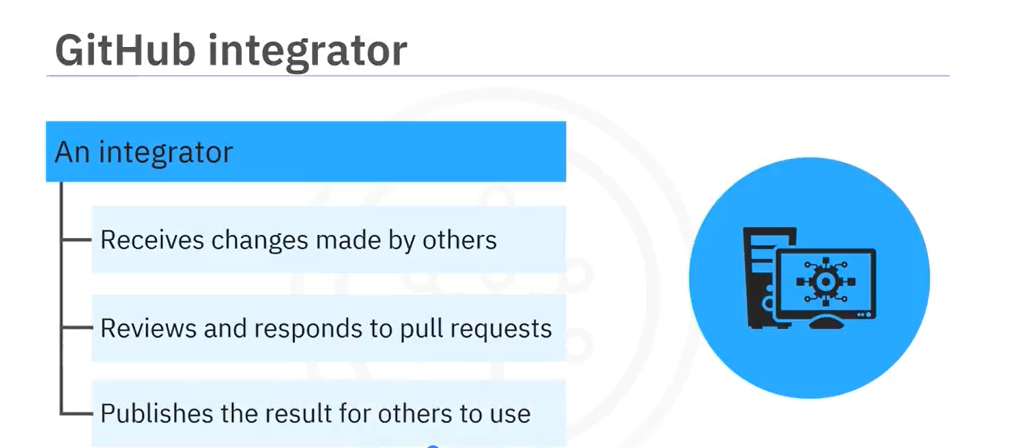 GitHub integrator
An integrator
Receives changes made by others
Reviews and responds to pull requests
Publishes the result for others to use